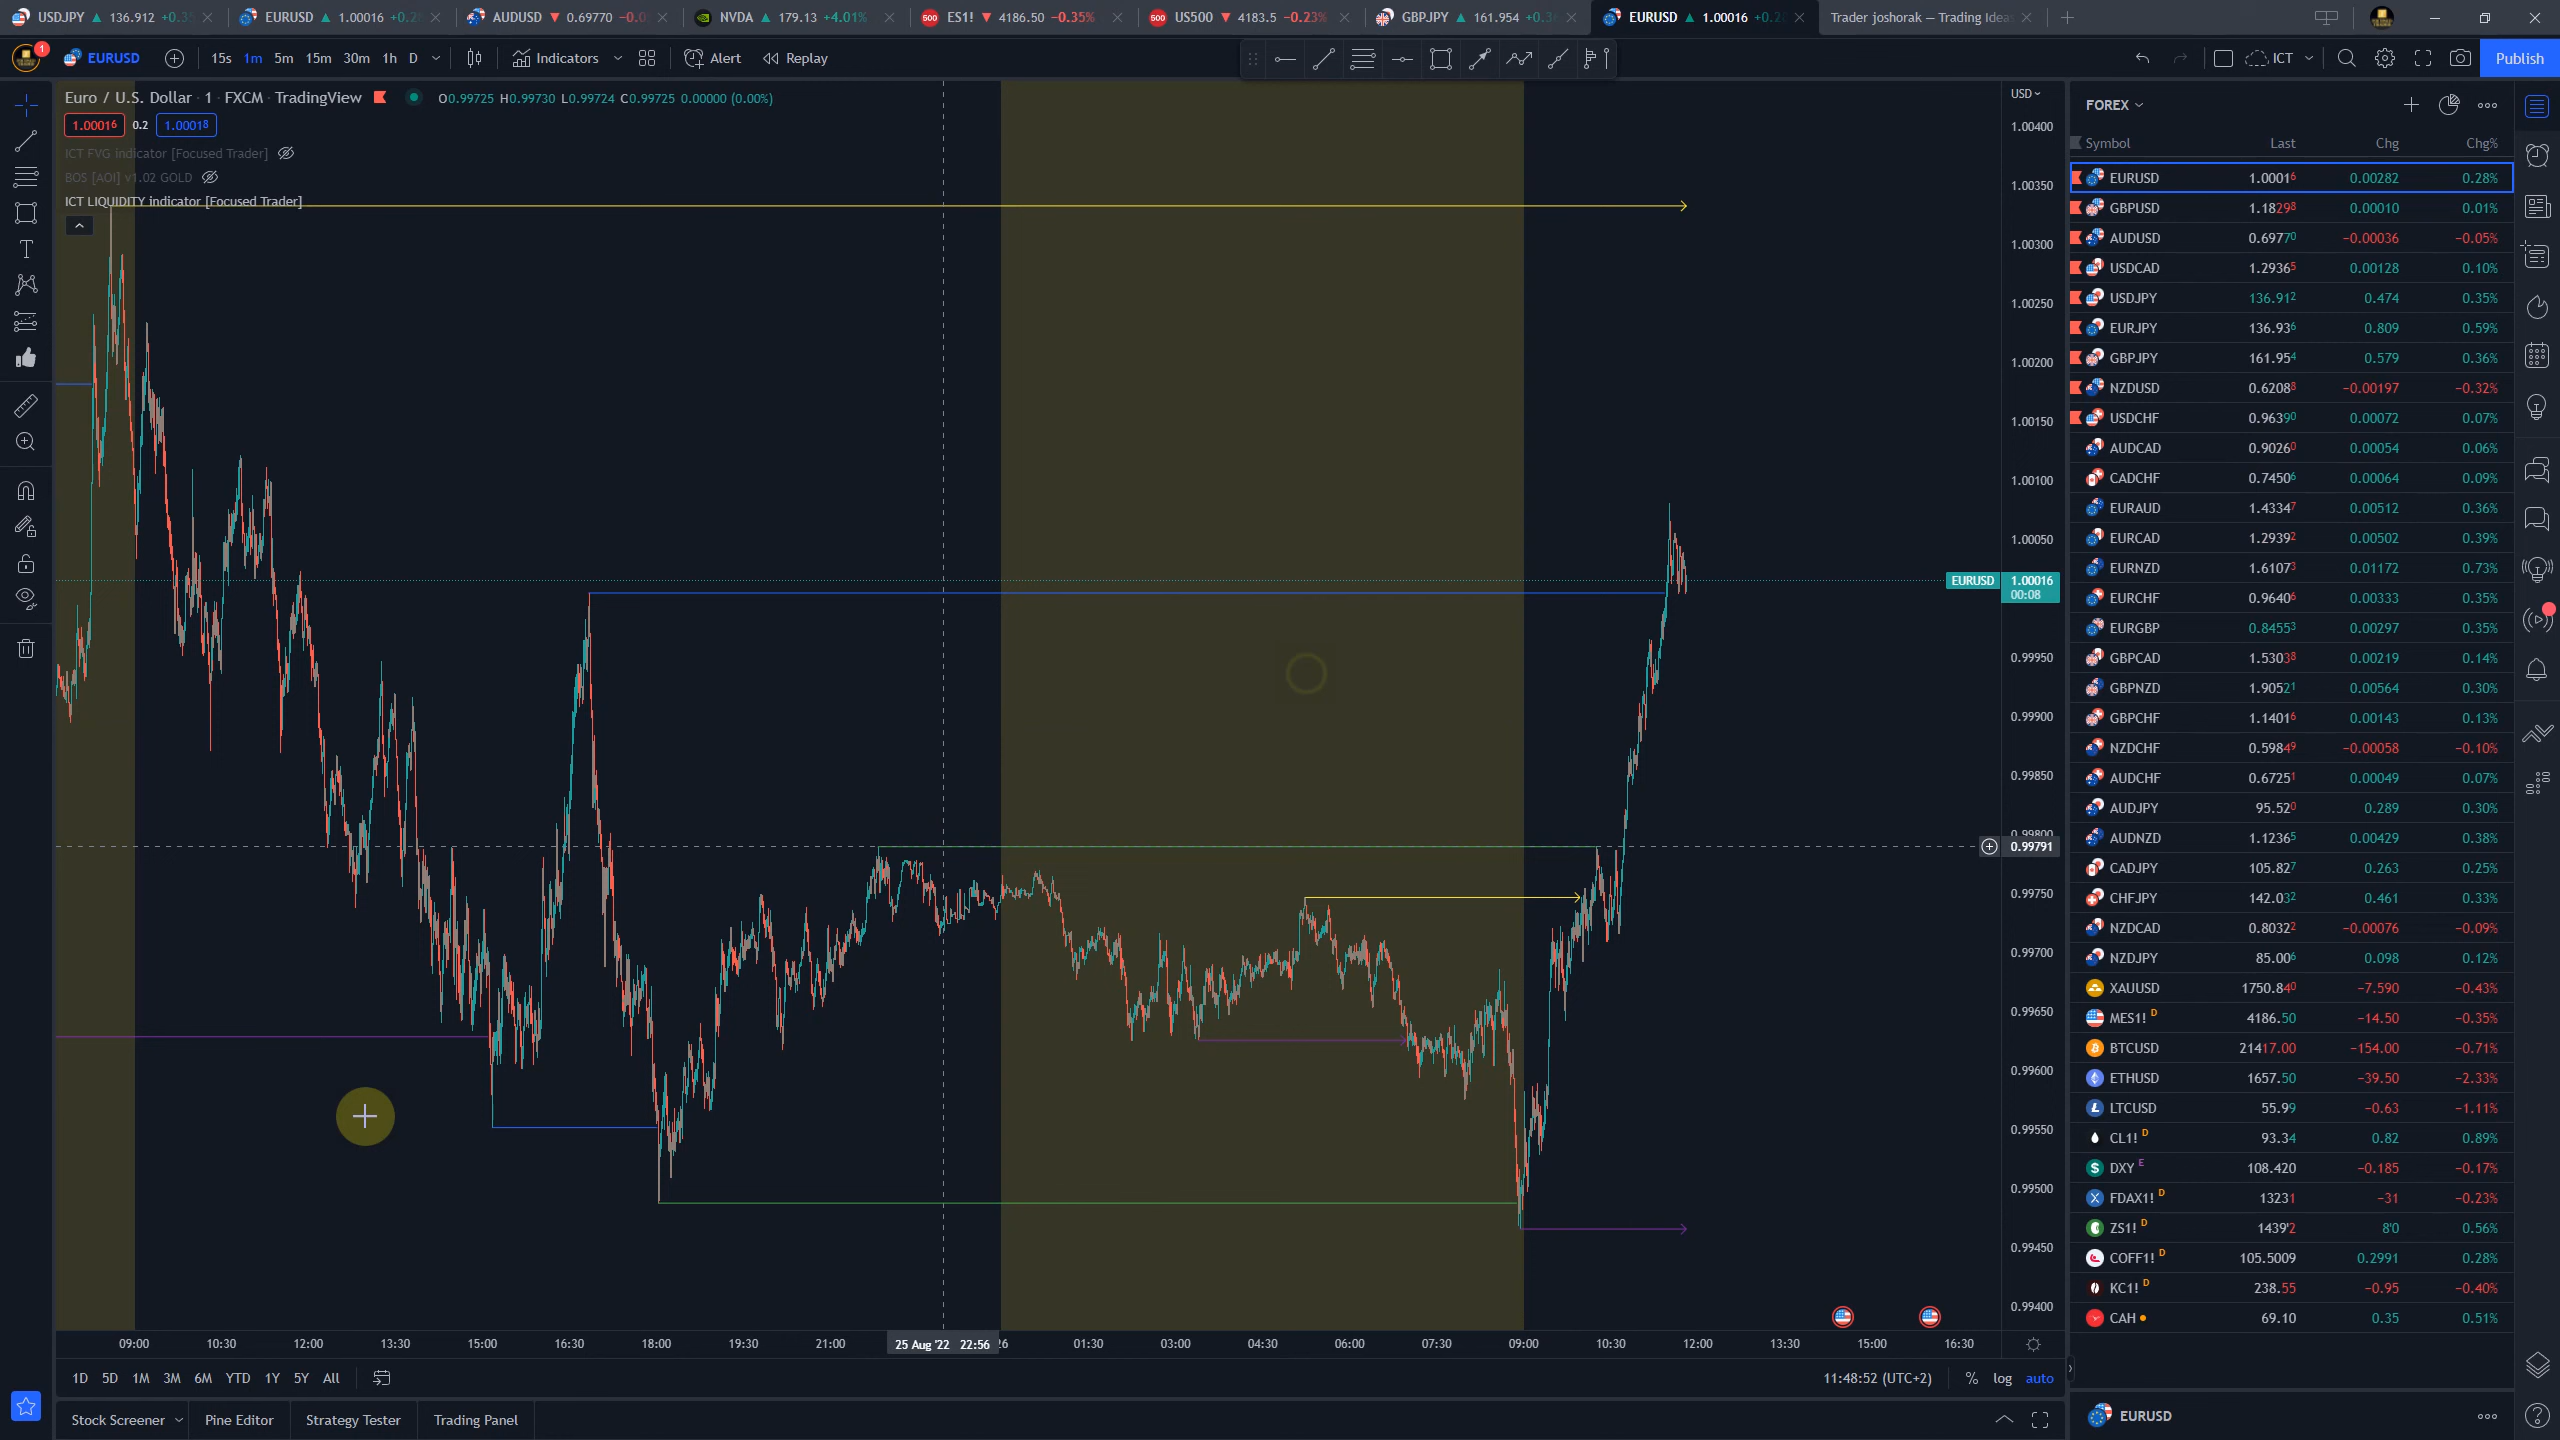 USDJPY ▲ 136.912 +0.3
EURUSD ▲ 1.00016 +0.2
AUDUSD ▼ 0.69770 −0.0
NVDA ▲ 179.13 +4.01%
ES1! ▼ 4186.50 −0.35%
US500 ▼ 4183.5 −0.23%
GBPJPY ▲ 161.954 +0.3
EURUSD ▲ 1.00016 +0.2
Trader joshorak — Trading Idea
1
EURUSD
15s 1m 5m 15m 30m 1h D
Indicators
Alert
Replay
ICT
Publish
Euro / U.S. Dollar · 1 · FXCM · TradingView
O0.99725 H0.99730 L0.99724 C0.99725 0.00000 (0.00%)
1.00016 0.2 1.00018
ICT FVG indicator [Focused Trader]
BOS [AOI] v1.02 GOLD
ICT LIQUIDITY indicator [Focused Trader]
USD
1.00400
1.00350
1.00300
1.00250
1.00200
1.00150
1.00100
1.00050
EURUSD 1.00016
00:08
0.99950
0.99900
0.99850
0.99800
0.99791
0.99750
0.99700
0.99650
0.99600
0.99550
0.99500
0.99450
0.99400
09:00 10:30 12:00 13:30 15:00 16:30 18:00 19:30 21:00 25 Aug '22 22:56 26 01:30 03:00 04:30 06:00 07:30 09:00 10:30 12:00 13:30 15:00 16:30
1D 5D 1M 3M 6M YTD 1Y 5Y All
11:48:52 (UTC+2) % log auto
Stock Screener Pine Editor Strategy Tester Trading Panel
FOREX
Symbol Last Chg Chg%
EURUSD 1.00016 0.00282 0.28%
GBPUSD 1.18298 0.00010 0.01%
AUDUSD 0.69770 −0.00036 −0.05%
USDCAD 1.29365 0.00128 0.10%
USDJPY 136.912 0.474 0.35%
EURJPY 136.936 0.809 0.59%
GBPJPY 161.954 0.579 0.36%
NZDUSD 0.62088 −0.00197 −0.32%
USDCHF 0.96390 0.00072 0.07%
AUDCAD 0.90260 0.00054 0.06%
CADCHF 0.74506 0.00064 0.09%
EURAUD 1.43347 0.00512 0.36%
EURCAD 1.29392 0.00502 0.39%
EURNZD 1.61073 0.01172 0.73%
EURCHF 0.96406 0.00333 0.35%
EURGBP 0.84553 0.00297 0.35%
GBPCAD 1.53038 0.00219 0.14%
GBPNZD 1.90521 0.00564 0.30%
GBPCHF 1.14016 0.00143 0.13%
NZDCHF 0.59849 −0.00058 −0.10%
AUDCHF 0.67251 0.00049 0.07%
AUDJPY 95.520 0.289 0.30%
AUDNZD 1.12365 0.00429 0.38%
CADJPY 105.827 0.263 0.25%
CHFJPY 142.032 0.461 0.33%
NZDCAD 0.80322 −0.00076 −0.09%
NZDJPY 85.006 0.098 0.12%
XAUUSD 1750.840 −7.590 −0.43%
MES1! D 4186.50 −14.50 −0.35%
BTCUSD 21417.00 −154.00 −0.71%
ETHUSD 1657.50 −39.50 −2.33%
LTCUSD 55.99 −0.63 −1.11%
CL1! D 93.34 0.82 0.89%
DXY E 108.420 −0.185 −0.17%
FDAX1! D 13231 −31 −0.23%
ZS1! D 1439'2 8'0 0.56%
COFF1! D 105.5009 0.2991 0.28%
KC1! D 238.55 −0.95 −0.40%
CAH 69.10 0.35 0.51%
EURUSD